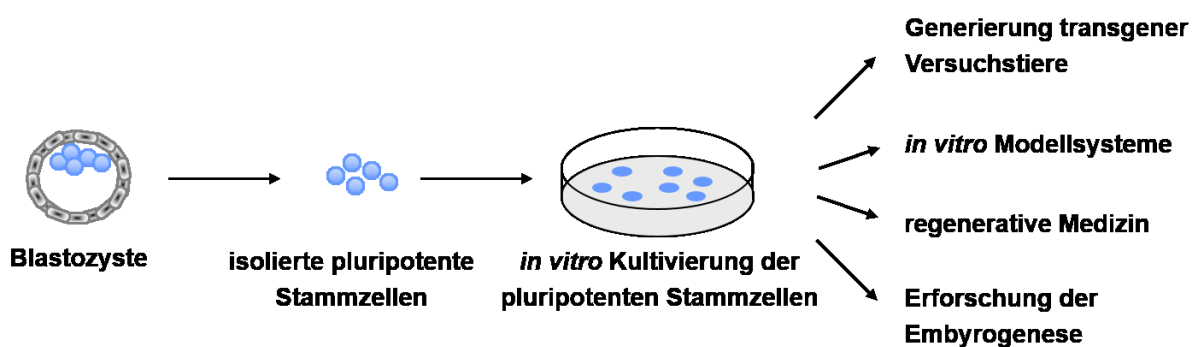 Blastozyste
isolierte pluripotente
Stammzellen
in vitro Kultivierung der
pluripotenten Stammzellen
Generierung transgener
Versuchstiere
in vitro Modellsysteme
regenerative Medizin
Erforschung der
Embyrogenese